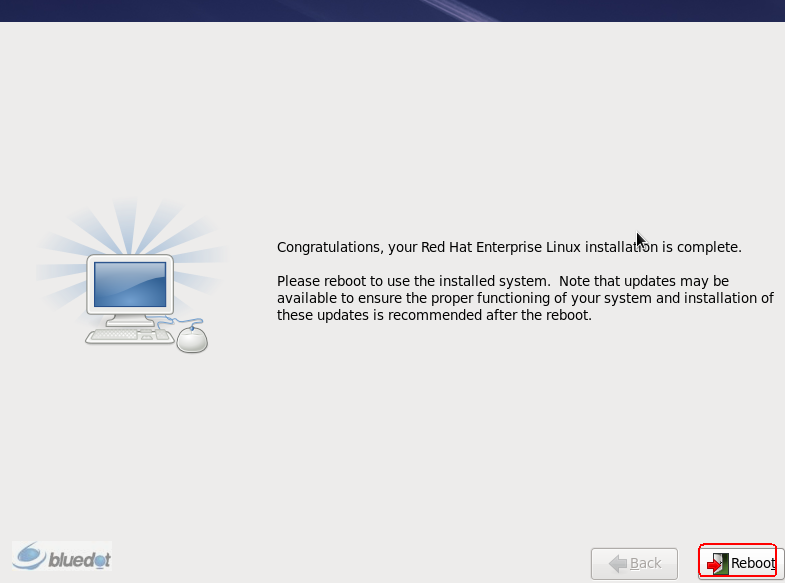 Congratulations, your Red Hat Enterprise Linux installation is complete.
Please reboot to use the installed system.  Note that updates may be
available to ensure the proper functioning of your system and installation of
these updates is recommended after the reboot.
bluedot
Back
Reboot